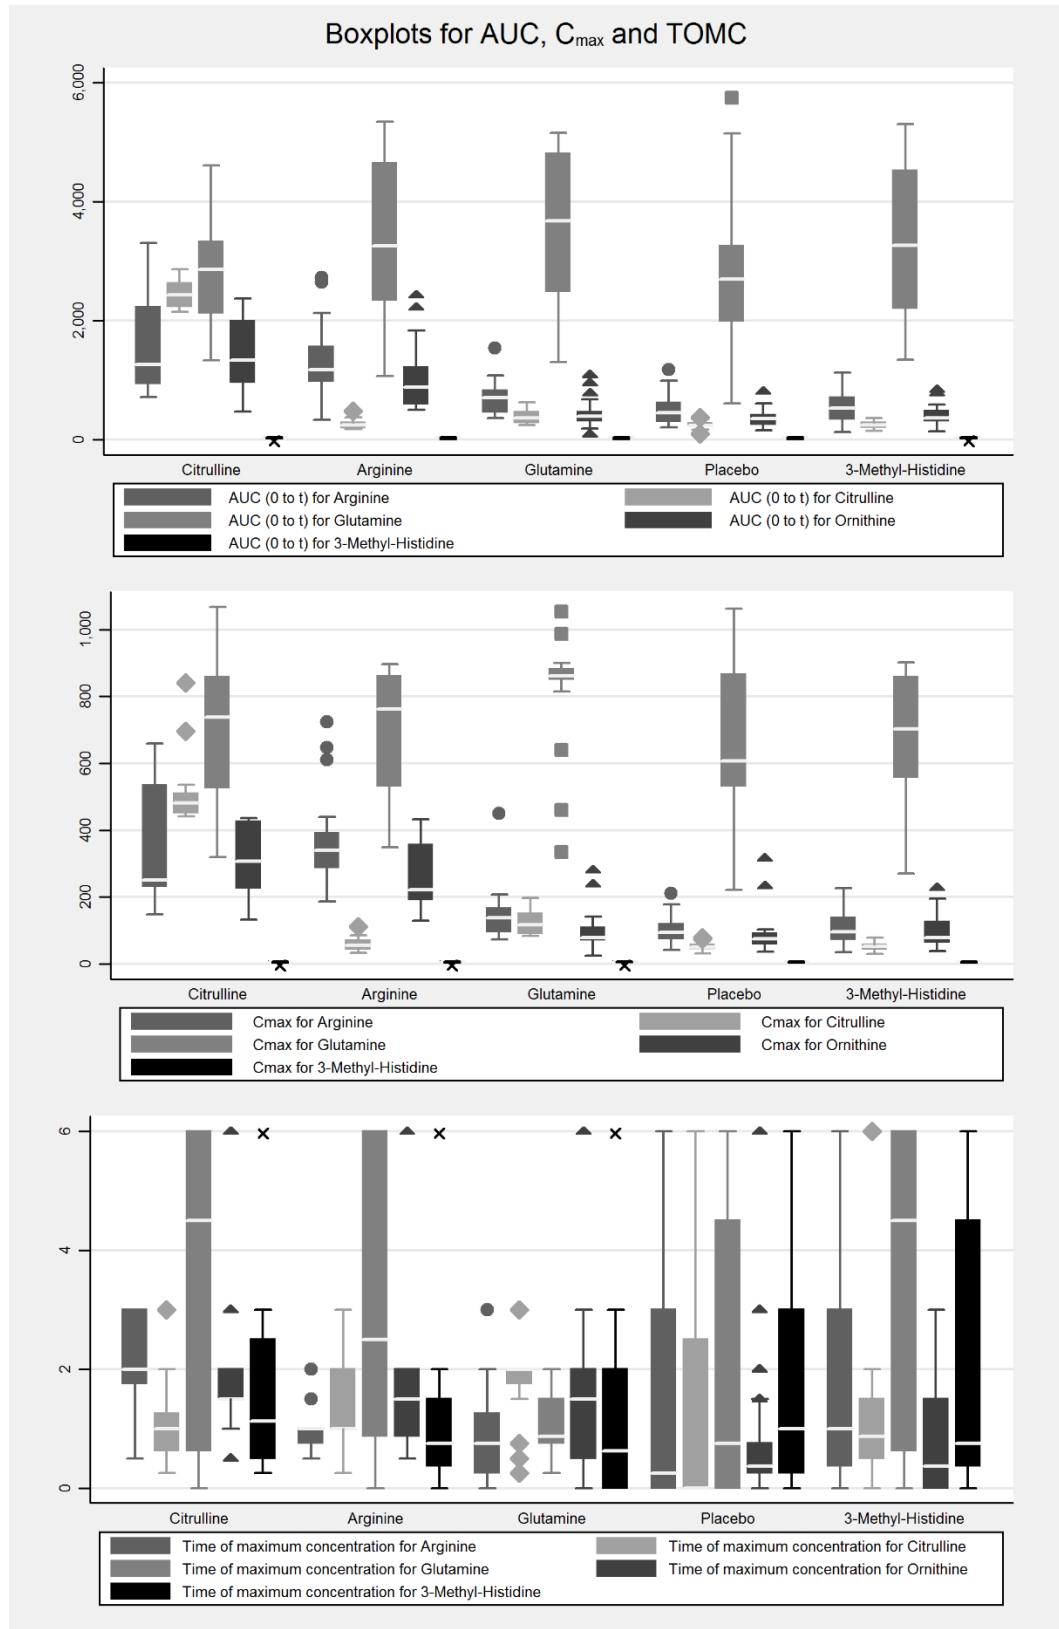 Boxplots for AUC, Cmax and TOMC
6,000
4,000
2,000
0
Citrulline Arginine Glutamine Placebo 3-Methyl-Histidine
AUC (0 to t) for Arginine AUC (0 to t) for Citrulline
AUC (0 to t) for Glutamine AUC (0 to t) for Ornithine
AUC (0 to t) for 3-Methyl-Histidine
1,000
800
600
400
200
0
Citrulline Arginine Glutamine Placebo 3-Methyl-Histidine
Cmax for Arginine Cmax for Citrulline
Cmax for Glutamine Cmax for Ornithine
Cmax for 3-Methyl-Histidine
6
4
2
0
Citrulline Arginine Glutamine Placebo 3-Methyl-Histidine
Time of maximum concentration for Arginine Time of maximum concentration for Citrulline
Time of maximum concentration for Glutamine Time of maximum concentration for Ornithine
Time of maximum concentration for 3-Methyl-Histidine